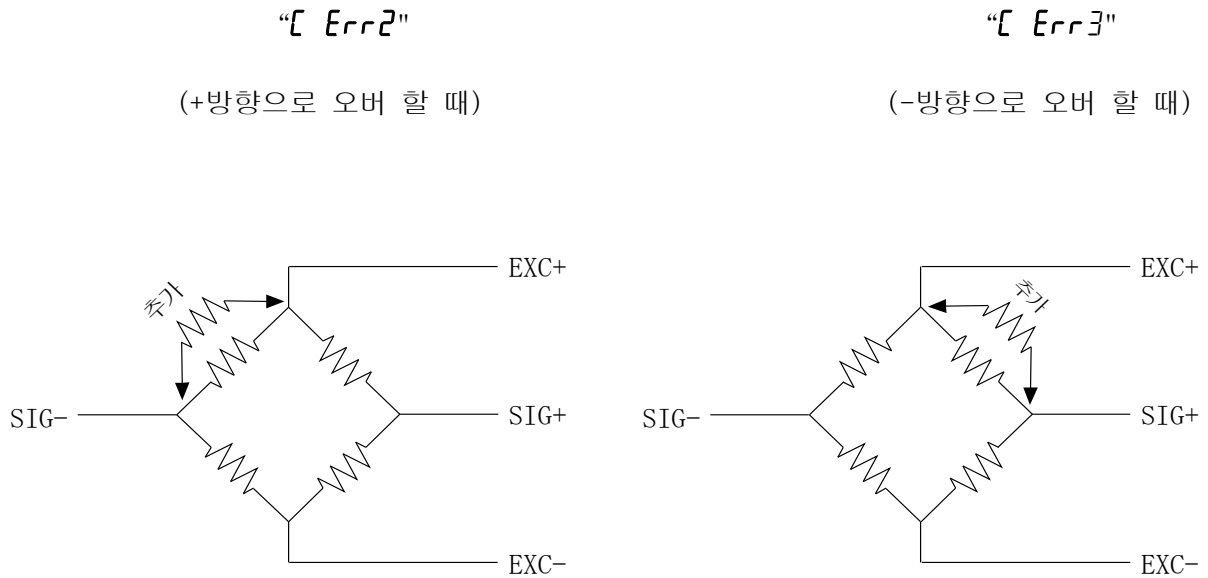 “C Err2"
“C Err3"
(+방향으로 오버 할 때)
(-방향으로 오버 할 때)
EXC+
추가
SIG-
SIG+
EXC-
EXC+
추가
SIG-
SIG+
EXC-